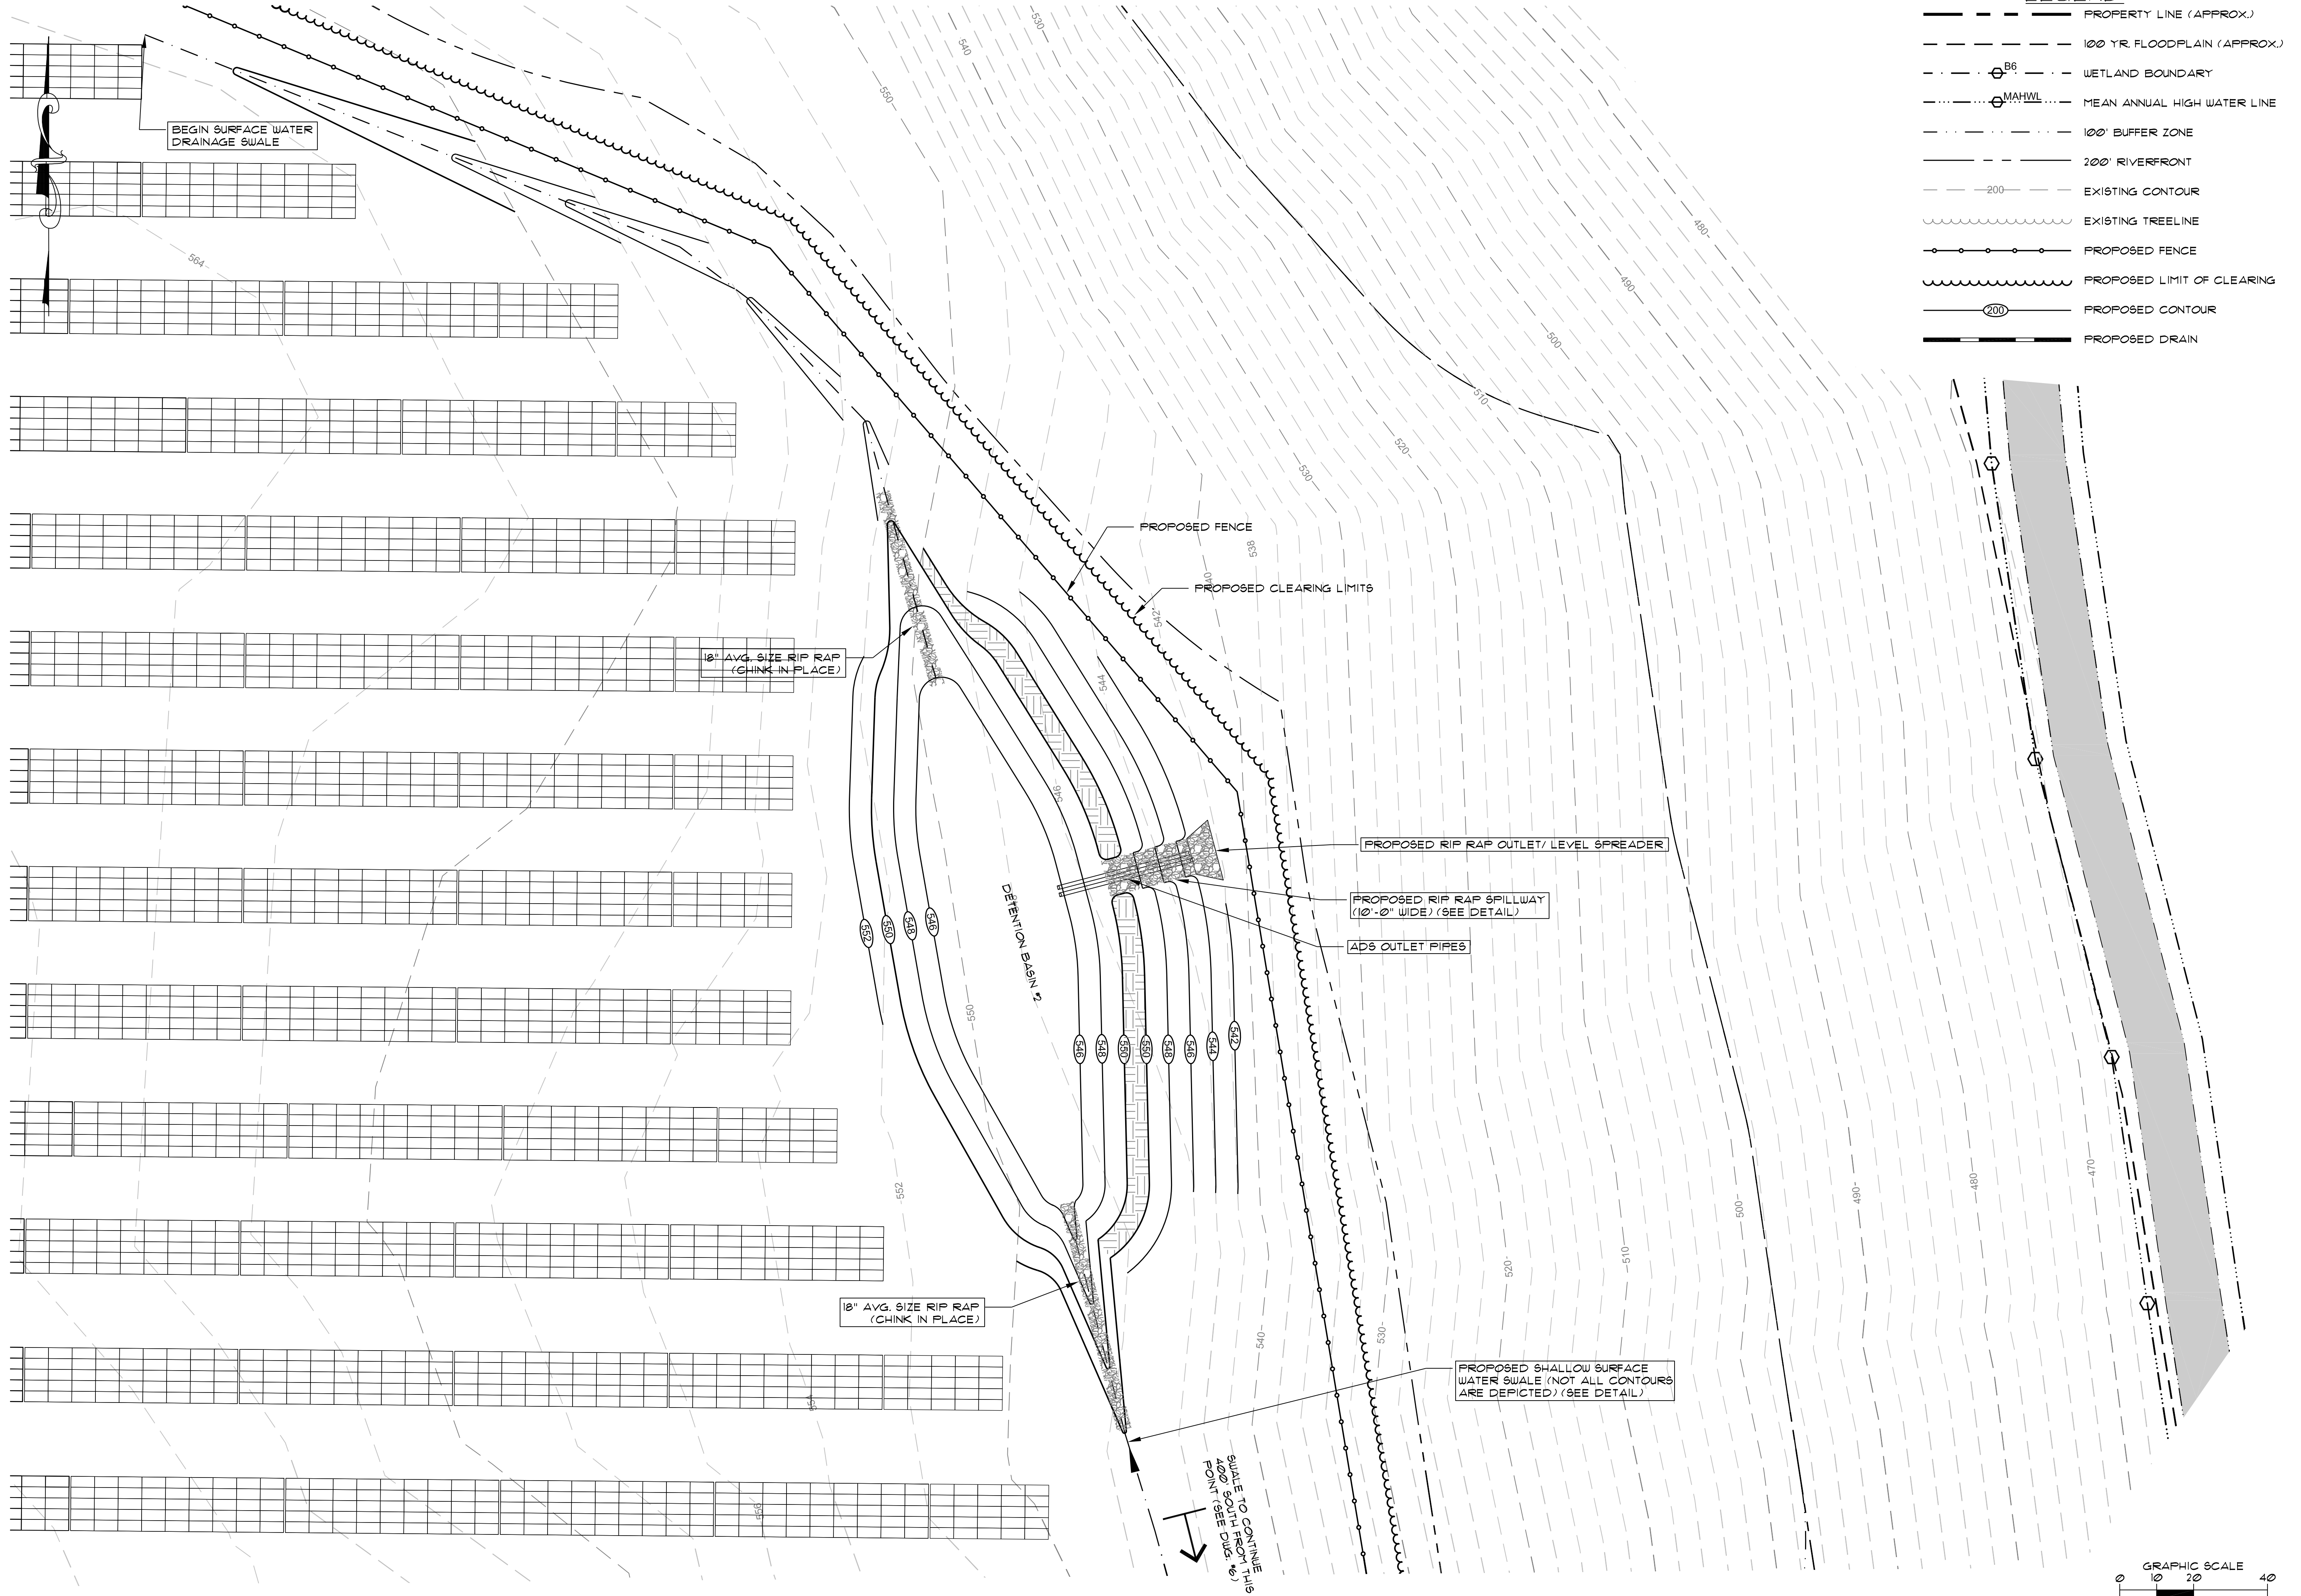 PROPERTY LINE (APPROX.)
100 YR. FLOODPLAIN (APPROX.)
B6
WETLAND BOUNDARY
MAHWL
MEAN ANNUAL HIGH WATER LINE
100' BUFFER ZONE
200' RIVERFRONT
200
EXISTING CONTOUR
EXISTING TREELINE
PROPOSED FENCE
PROPOSED LIMIT OF CLEARING
200
PROPOSED CONTOUR
PROPOSED DRAIN
BEGIN SURFACE WATER
DRAINAGE SWALE
530
540
550
564
480
490
500
510
520
530
538
540
542
544
546
PROPOSED FENCE
PROPOSED CLEARING LIMITS
18" AVG. SIZE RIP RAP
(CHINK IN PLACE)
PROPOSED RIP RAP OUTLET/ LEVEL SPREADER
PROPOSED RIP RAP SPILLWAY
(10'-0" WIDE) (SEE DETAIL)
ADS OUTLET PIPES
DETENTION BASIN #2
552
550
548
546
550
546
548
550
550
548
546
544
542
552
18" AVG. SIZE RIP RAP
(CHINK IN PLACE)
PROPOSED SHALLOW SURFACE
WATER SWALE (NOT ALL CONTOURS
ARE DEPICTED) (SEE DETAIL)
540
530
520
510
500
490
480
470
554
556
SWALE TO CONTINUE
400' SOUTH FROM THIS
POINT (SEE DWG. #6)
GRAPHIC SCALE
0 10 20 40